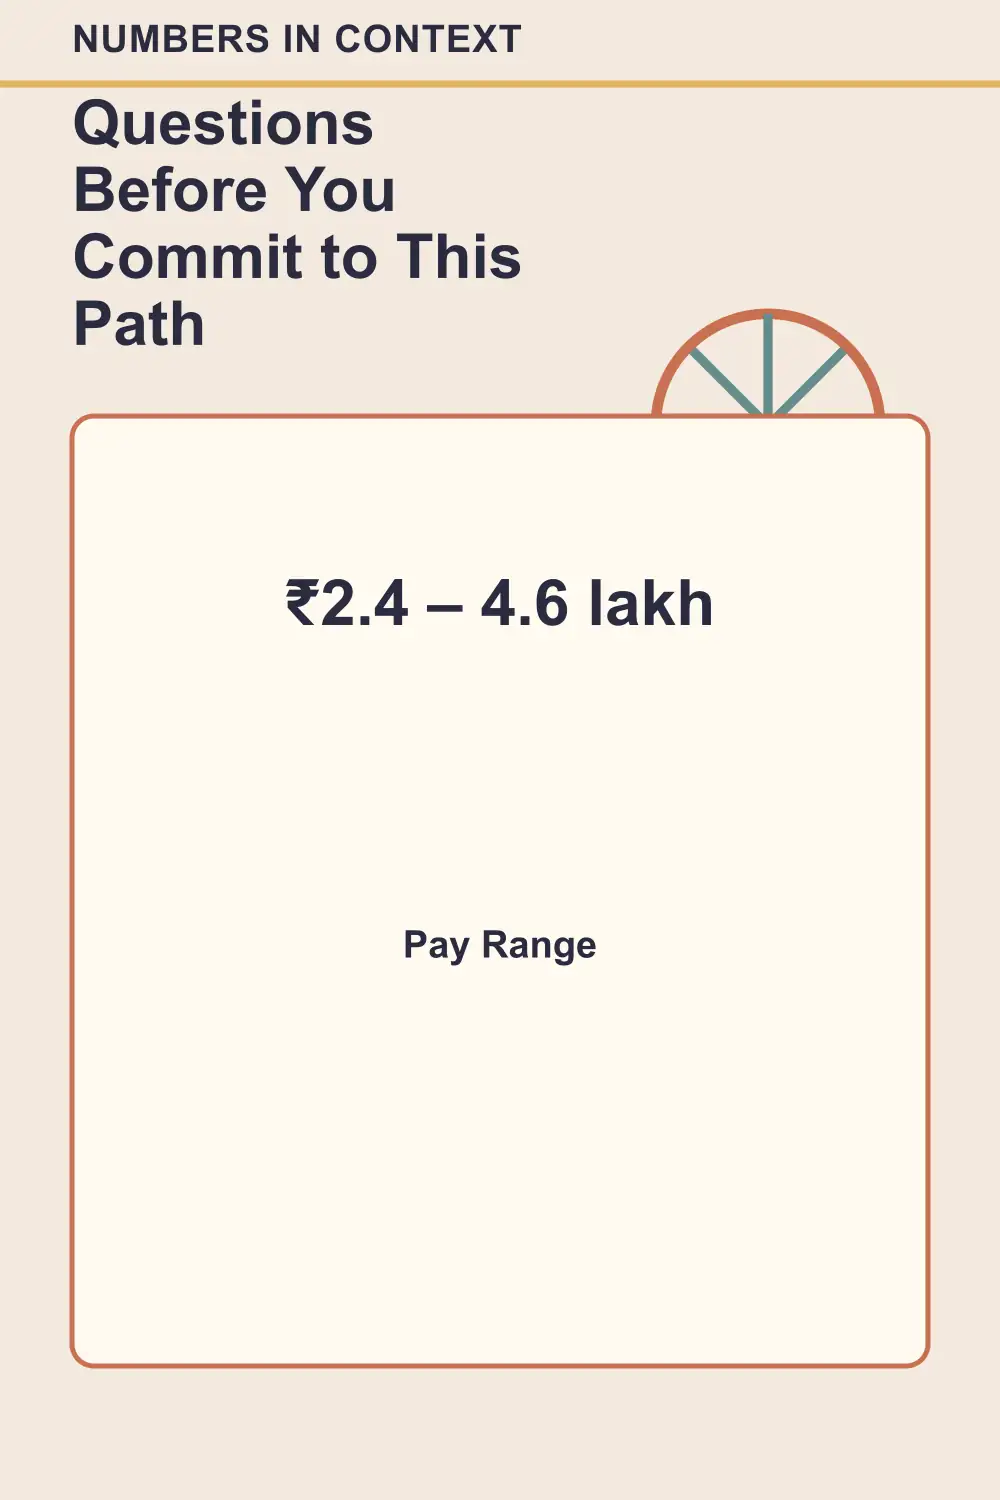 NUMBERS IN CONTEXT
Questions
Before You
Commit to This
Path
₹2.4 – 4.6 lakh
Pay Range